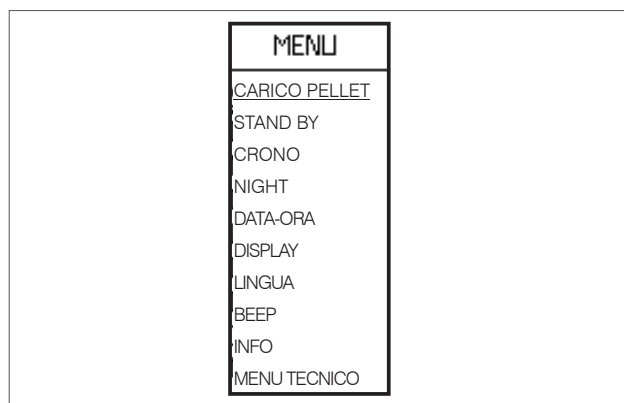 MENU
CARICO PELLET
STAND BY
CRONO
NIGHT
DATA-ORA
DISPLAY
LINGUA
BEEP
INFO
MENU TECNICO